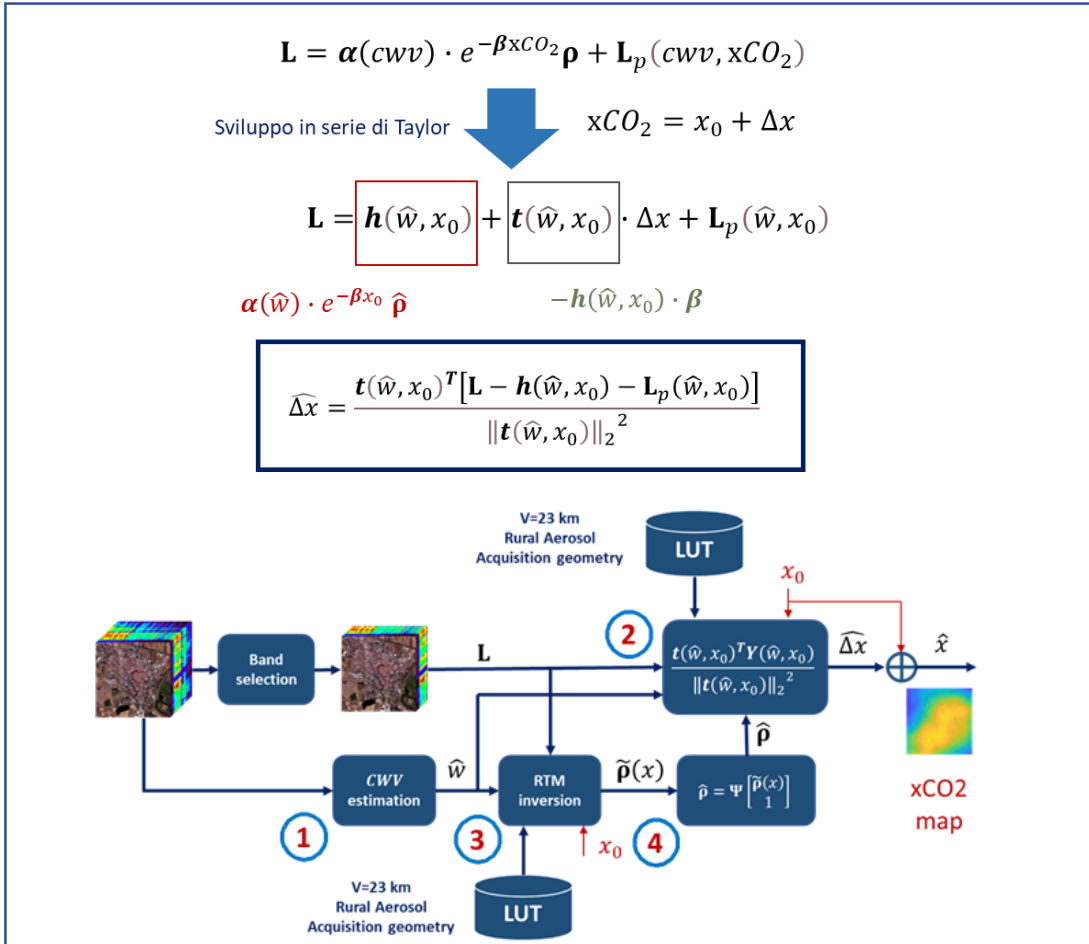 L = α(cwv) · e^{−βxCO₂}ρ + L_p(cwv, xCO₂)
Sviluppo in serie di Taylor
xCO₂ = x₀ + Δx
L = h(ŵ, x₀) + t(ŵ, x₀) · Δx + L_p(ŵ, x₀)
α(ŵ) · e^{−βx₀} ρ̂
−h(ŵ, x₀) · β
Δx̂ = t(ŵ, x₀)ᵀ[L − h(ŵ, x₀) − L_p(ŵ, x₀)] / ‖t(ŵ, x₀)‖₂²
V=23 km
Rural Aerosol
Acquisition geometry
LUT
x₀
2
Band
selection
L
t(ŵ, x₀)ᵀY(ŵ, x₀) / ‖t(ŵ, x₀)‖₂²
Δx̂
x̂
ρ̂
CWV
estimation
ŵ
RTM
inversion
ρ̃(x)
ρ̂ = Ψ[ρ̃(x) 1]
xCO2
map
1
3
x₀
4
V=23 km
Rural Aerosol
Acquisition geometry
LUT